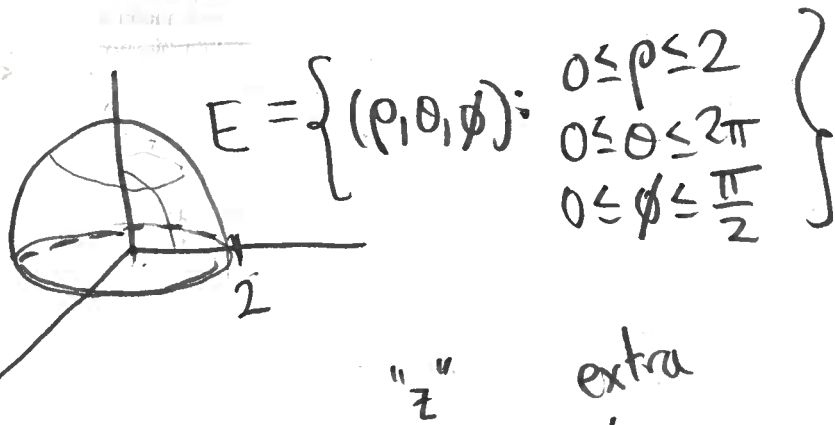 E = { (ρ, θ, φ) : 0 ≤ ρ ≤ 2
0 ≤ θ ≤ 2π
0 ≤ φ ≤ π/2 }
2
"z" extra